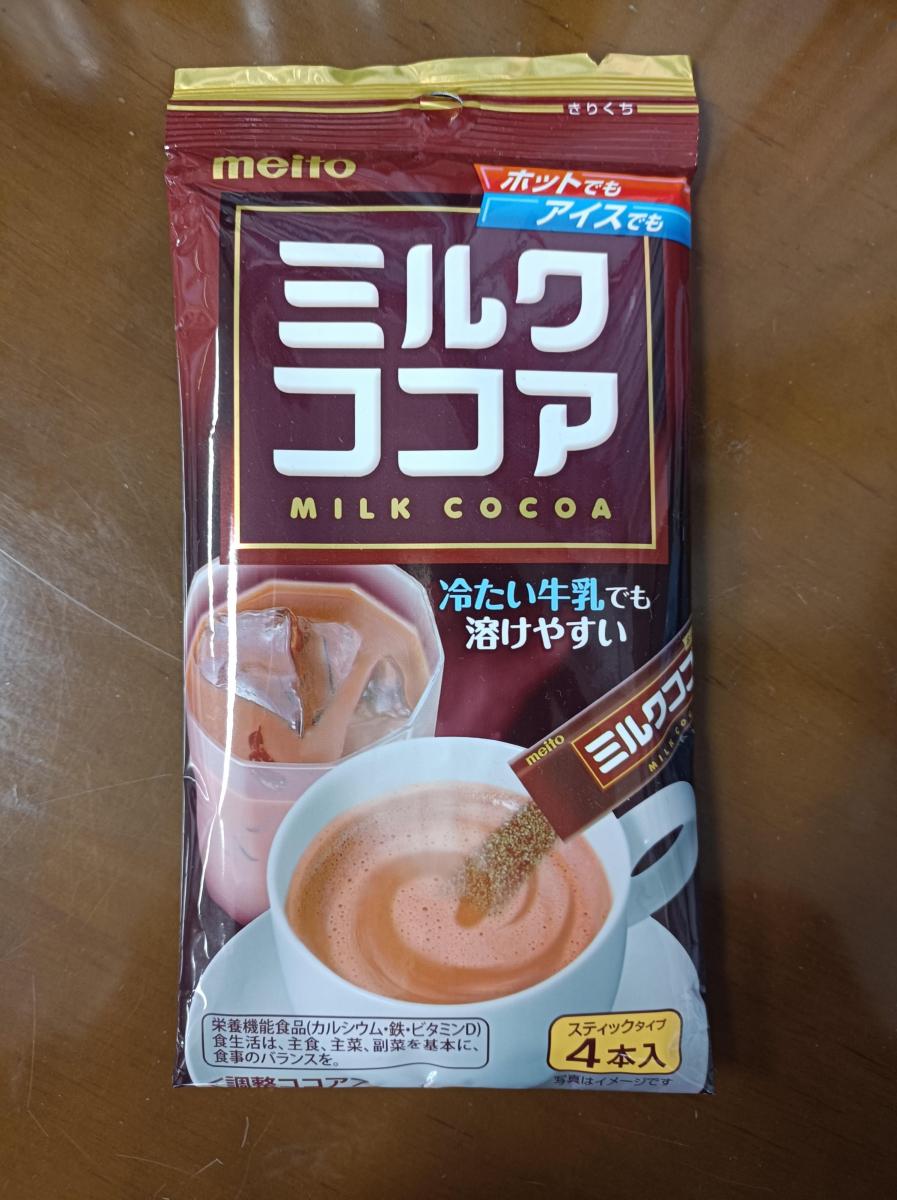 きりくち
meito
ホットでも
アイスでも
ミルク
ココア
MILK COCOA
冷たい牛乳でも
溶けやすい
meito
ミルクココ
MILK COC
栄養機能食品(カルシウム・鉄・ビタミンD)
食生活は、主食、主菜、副菜を基本に、
食事のバランスを。
スティックタイプ
4本入
<調整ココア>
写真はイメージです